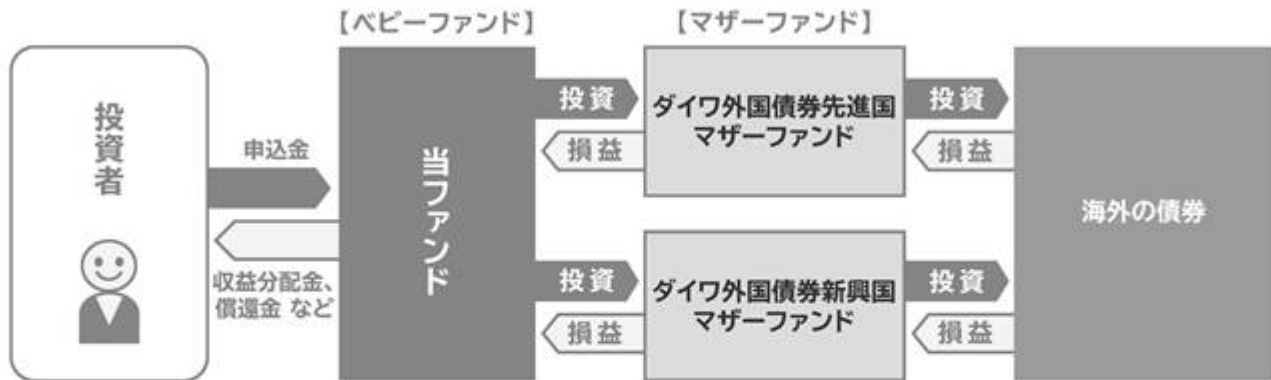 【ベビーファンド】
【マザーファンド】
投資者
申込金
収益分配金、
償還金 など
当ファンド
投資
損益
ダイワ外国債券先進国
マザーファンド
投資
損益
投資
損益
ダイワ外国債券新興国
マザーファンド
投資
損益
海外の債券